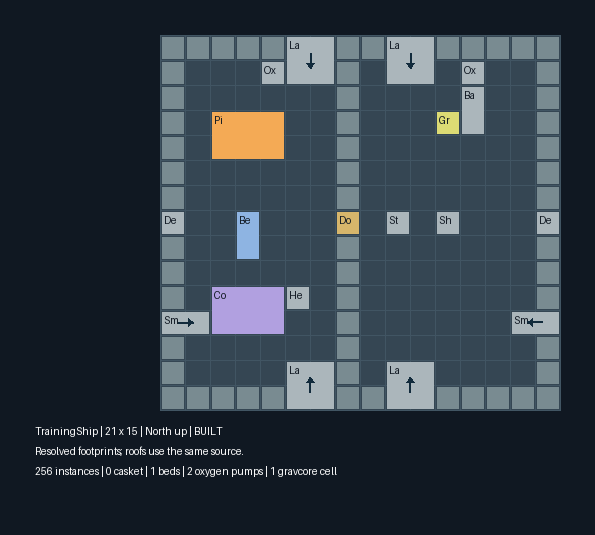 La La
Ox Ox
Ba
Pi Gr
De Be Do St Sh De
Co He
Sm Sm
La La
TrainingShip | 21 x 15 | North up | BUILT
Resolved footprints; roofs use the same source.
256 instances | 0 casket | 1 beds | 2 oxygen pumps | 1 gravcore cell